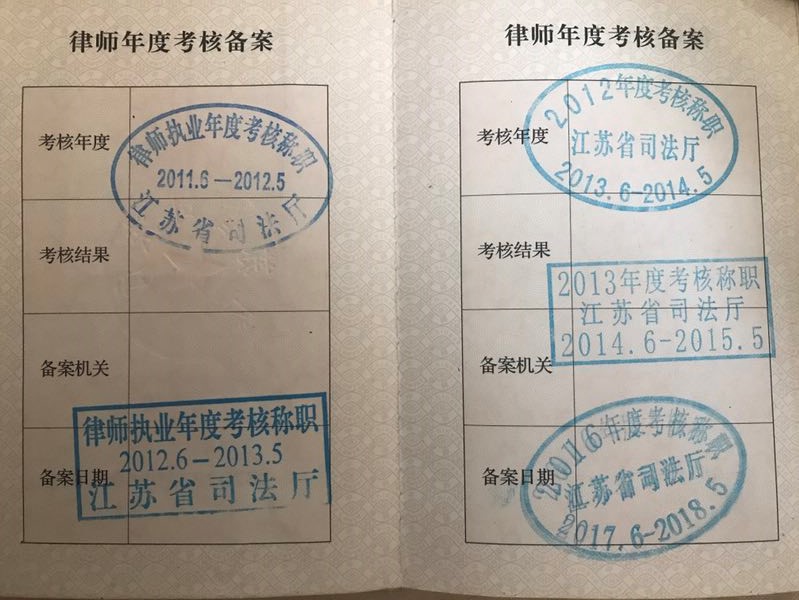 律师年度考核备案
考核年度
律师执业年度考核称职
2011.6－2012.5
江苏省司法厅
考核结果
备案机关
备案日期
律师执业年度考核称职
2012.6－2013.5
江苏省司法厅
律师年度考核备案
考核年度
2012年度考核称职
江苏省司法厅
2013.6-2014.5
考核结果
2013年度考核称职
江苏省司法厅
2014.6-2015.5
备案机关
备案日期
2016年度考核称职
江苏省司法厅
2017.6-2018.5